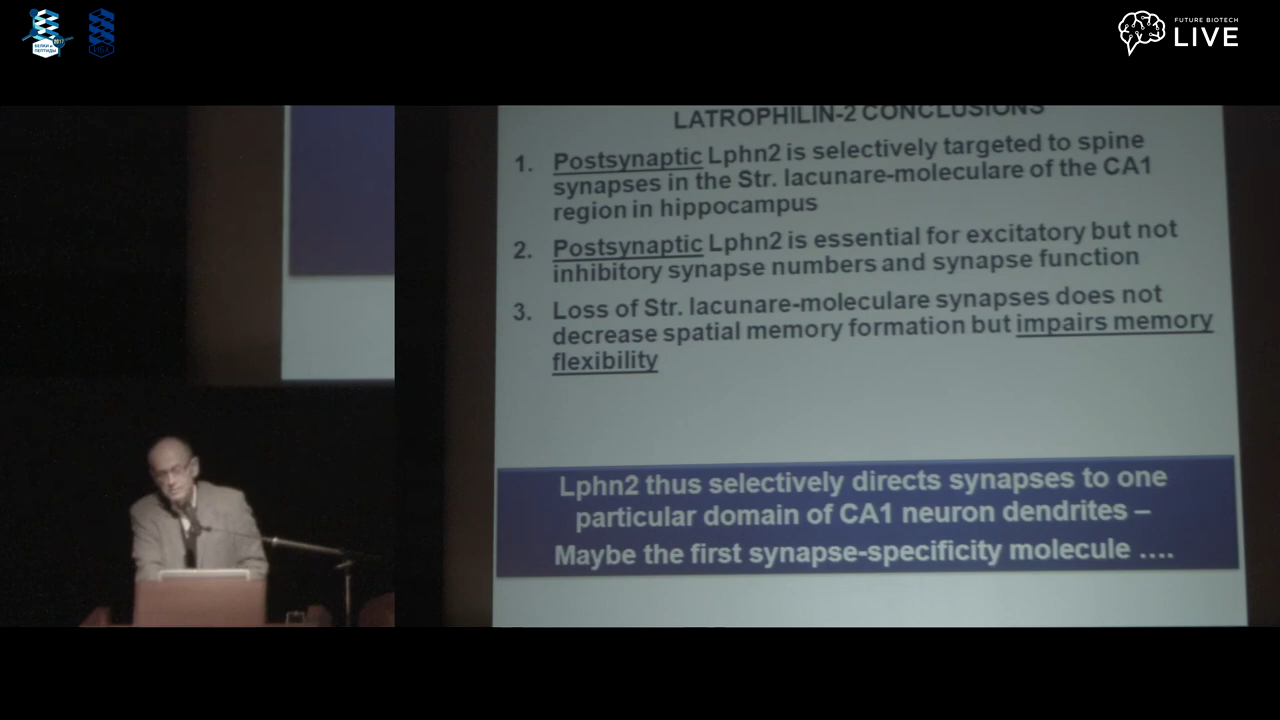 БЕЛКИ и
ПЕПТИДЫ
2017
ИБХ
FUTURE BIOTECH
LIVE
LATROPHILIN-2 CONCLUSIONS
1. Postsynaptic Lphn2 is selectively targeted to spine
synapses in the Str. lacunare-moleculare of the CA1
region in hippocampus
2. Postsynaptic Lphn2 is essential for excitatory but not
inhibitory synapse numbers and synapse function
3. Loss of Str. lacunare-moleculare synapses does not
decrease spatial memory formation but impairs memory
flexibility
Lphn2 thus selectively directs synapses to one
particular domain of CA1 neuron dendrites –
Maybe the first synapse-specificity molecule ....